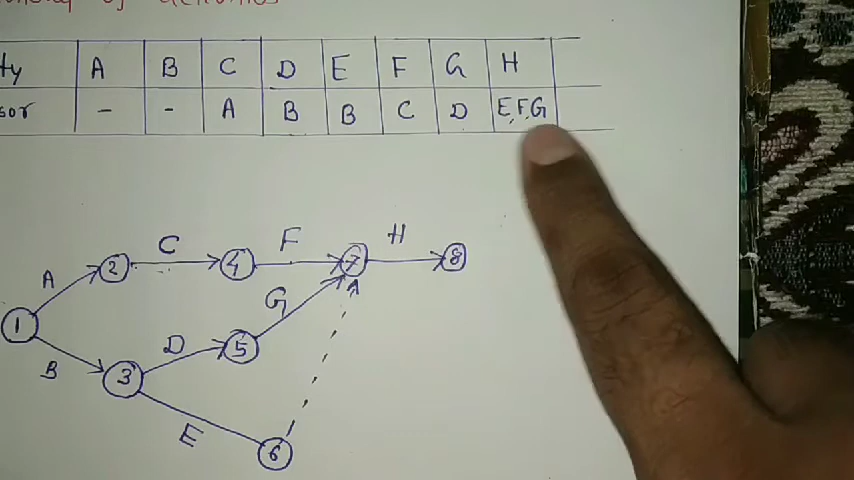 ty A B C D E F G H
sor - - A B B C D E,F,G
A C F H
1 2 4 7 8
G
D
B 3 5
E
6